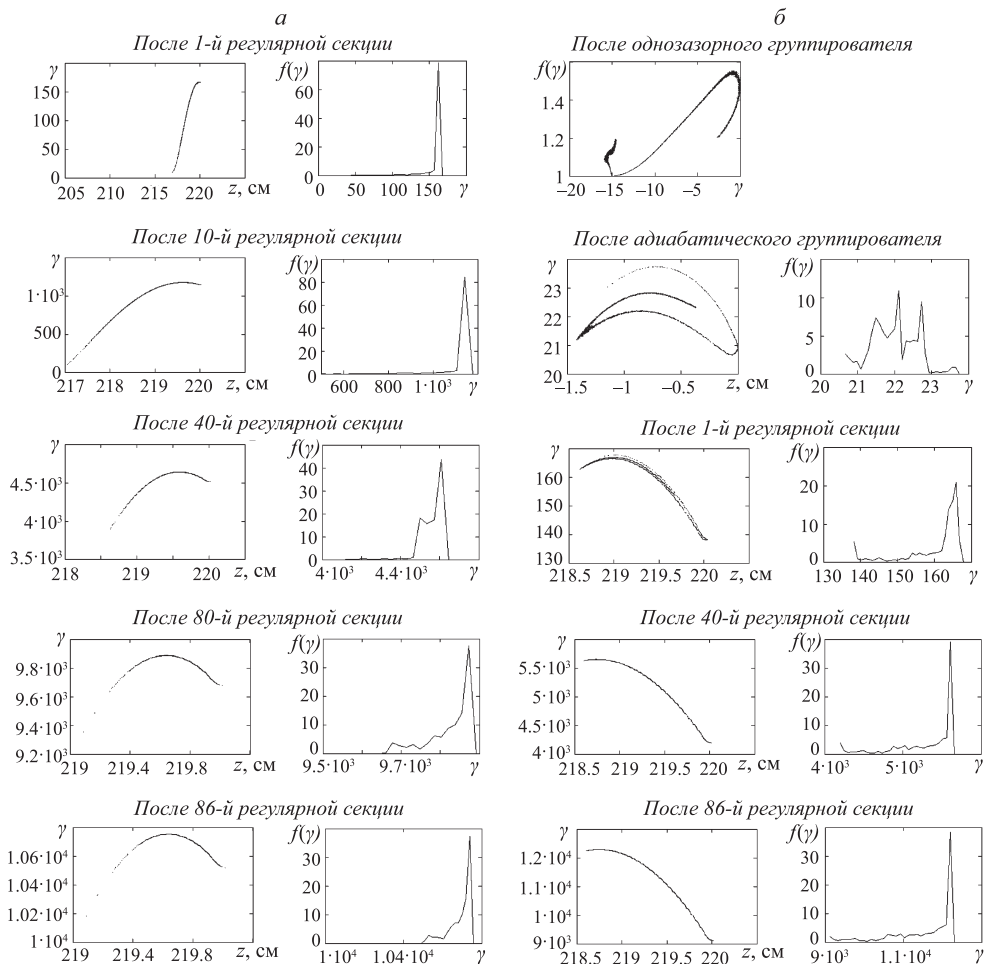 а
После 1-й регулярной секции
γ
150
100
50
0
205 210 215 220 z, см
f(γ)
60
40
20
0
0 50 100 150 γ
После 10-й регулярной секции
γ
1·10³
500
0
217 218 219 220 z, см
f(γ)
80
60
40
20
0
600 800 1·10³ γ
После 40-й регулярной секции
γ
4.5·10³
4·10³
3.5·10³
218 219 220 z, см
f(γ)
40
30
20
10
0
4·10³ 4.4·10³ γ
После 80-й регулярной секции
γ
9.8·10³
9.6·10³
9.4·10³
9.2·10³
219 219.4 219.8 z, см
f(γ)
30
20
10
0
9.5·10³ 9.7·10³ γ
После 86-й регулярной секции
γ
1.06·10⁴
1.04·10⁴
1.02·10⁴
1·10⁴
219 219.4 219.8 z, см
f(γ)
30
20
10
0
1·10⁴ 1.04·10⁴ γ
б
После однозазорного группирователя
f(γ)
1.4
1.2
1
−20 −15 −10 −5 γ
После адиабатического группирователя
γ
23
22
21
20
−1.5 −1 −0.5 z, см
f(γ)
10
5
0
20 21 22 23 γ
После 1-й регулярной секции
γ
160
150
140
130
218.5 219 219.5 220 z, см
f(γ)
20
10
0
130 140 150 160 γ
После 40-й регулярной секции
γ
5.5·10³
5·10³
4.5·10³
4·10³
218.5 219 219.5 220 z, см
f(γ)
30
20
10
0
4·10³ 5·10³ γ
После 86-й регулярной секции
γ
1.2·10⁴
1.1·10⁴
1·10⁴
9·10³
218.5 219 219.5 220 z, см
f(γ)
30
20
10
0
9·10³ 1.1·10⁴ γ